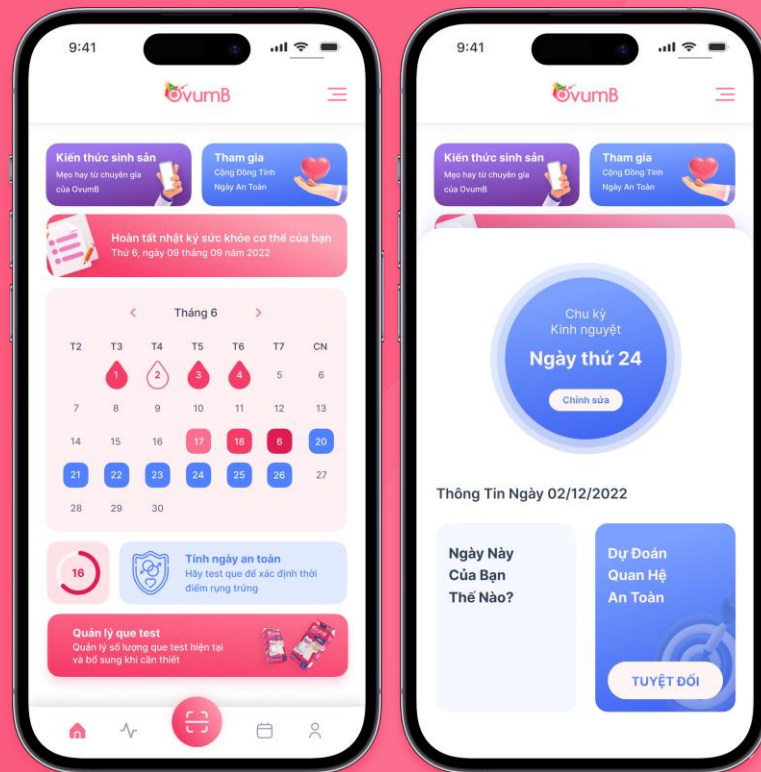 9:41
OvumB
Kiến thức sinh sản
Mẹo hay từ chuyên gia
của OvumB
Tham gia
Cộng Đồng Tính
Ngày An Toàn
Hoàn tất nhật ký sức khỏe cơ thể của bạn
Thứ 6, ngày 09 tháng 09 năm 2022
Tháng 6
T2 T3 T4 T5 T6 T7 CN
1 2 3 4 5 6
7 8 9 10 11 12 13
14 15 16 17 18 6 20
21 22 23 24 25 26 27
28 29 30
16
Tính ngày an toàn
Hãy test que để xác định thời
điểm rụng trứng
Quản lý que test
Quản lý số lượng que test hiện tại
và bổ sung khi cần thiết
9:41
OvumB
Kiến thức sinh sản
Mẹo hay từ chuyên gia
của OvumB
Tham gia
Cộng Đồng Tính
Ngày An Toàn
Chu kỳ
Kinh nguyệt
Ngày thứ 24
Chỉnh sửa
Thông Tin Ngày 02/12/2022
Ngày Này
Của Bạn
Thế Nào?
Dự Đoán
Quan Hệ
An Toàn
TUYỆT ĐỐI